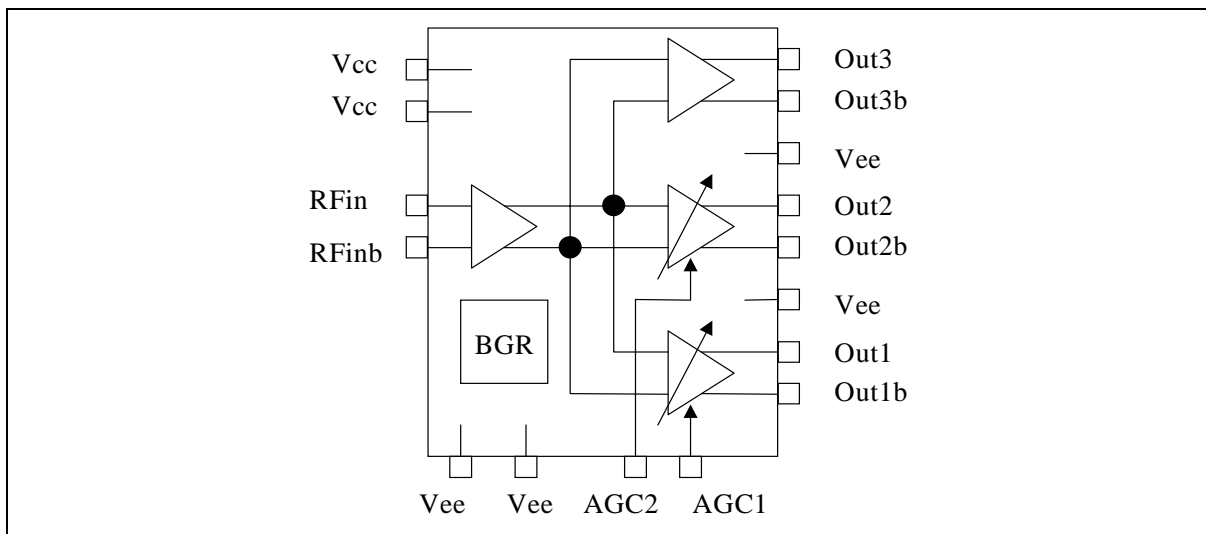 Vcc
Out3
Vcc
Out3b
Vee
RFin
Out2
RFinb
Out2b
Vee
BGR
Out1
Out1b
Vee
Vee
AGC2
AGC1